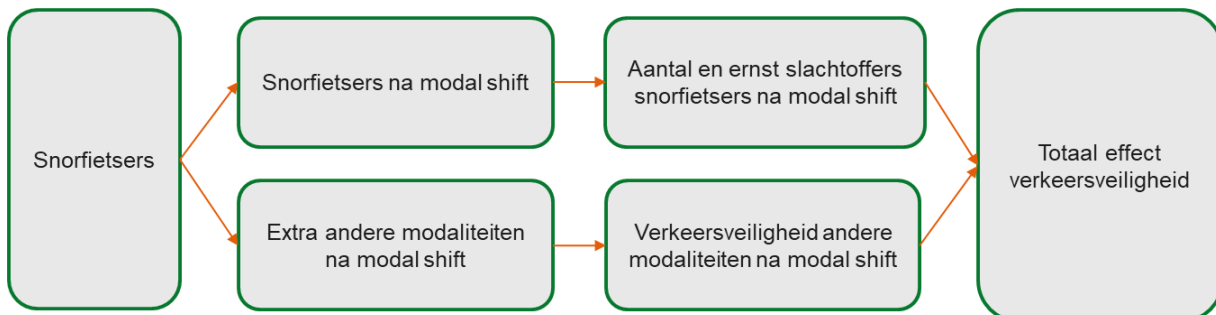 Snorfietsers
Snorfietsers na modal shift
Aantal en ernst slachtoffers
snorfietsers na modal shift
Extra andere modaliteiten
na modal shift
Verkeersveiligheid andere
modaliteiten na modal shift
Totaal effect
verkeersveiligheid